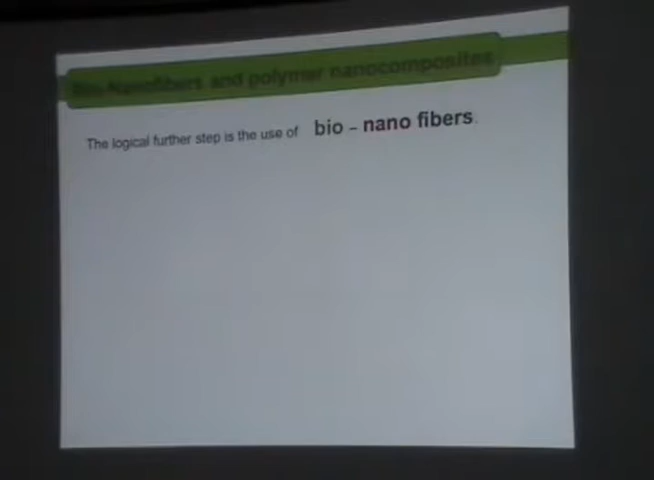 Bio-Nanofibers and polymer nanocomposites
The logical further step is the use of bio – nano fibers.